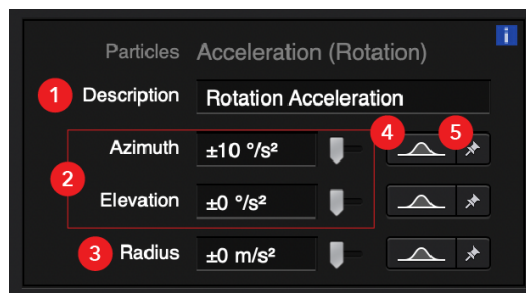 i
Particles Acceleration (Rotation)
1 Description Rotation Acceleration
Azimuth ±10 °/s² 4 5
2
Elevation ±0 °/s²
3 Radius ±0 m/s²